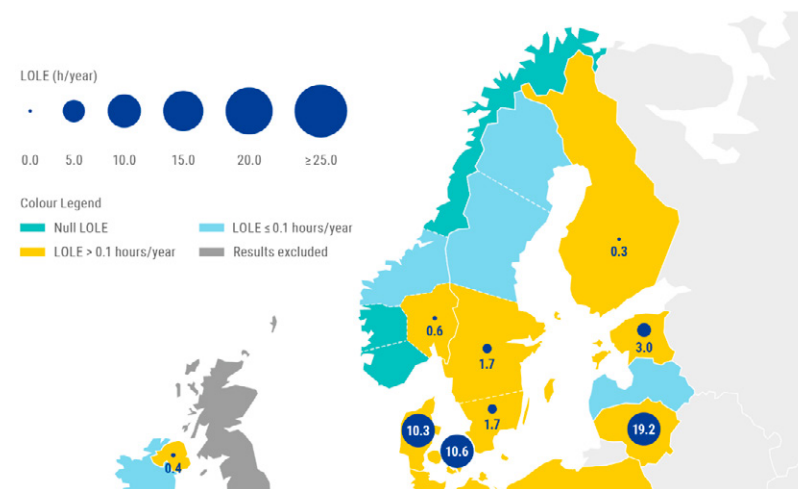 LOLE (h/year)
0.0 5.0 10.0 15.0 20.0 ≥25.0
Colour Legend
Null LOLE LOLE ≤ 0.1 hours/year
LOLE > 0.1 hours/year Results excluded
0.3
0.6
3.0
1.7
1.7
10.3
19.2
10.6
0.4